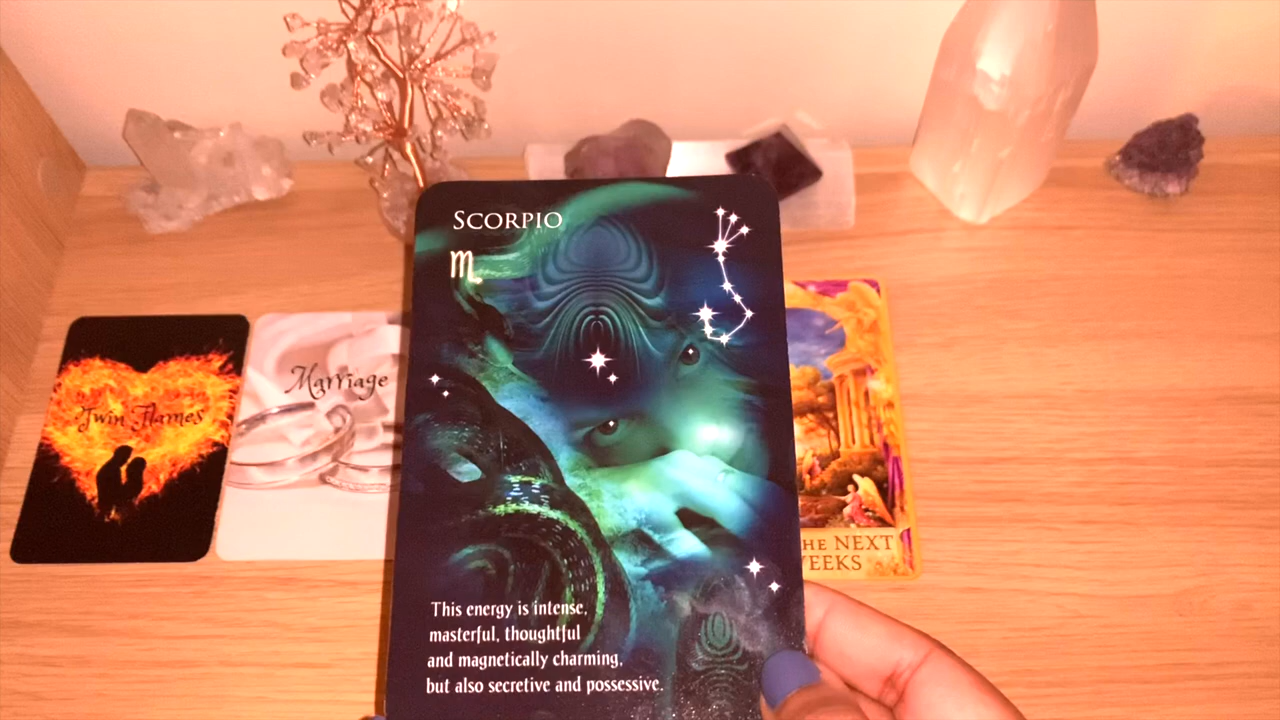 Scorpio
♏
This energy is intense,
masterful, thoughtful
and magnetically charming,
but also secretive and possessive.
Twin Flames
Marriage
HE NEXT
EEKS